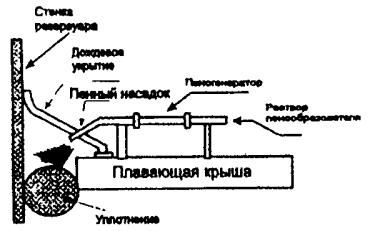 Стенка
резервуара
Дождевое
укрытие
Пенный насадок
Пеногенератор
Раствор
пенообразователя
Плавающая крыша
Уплотнение